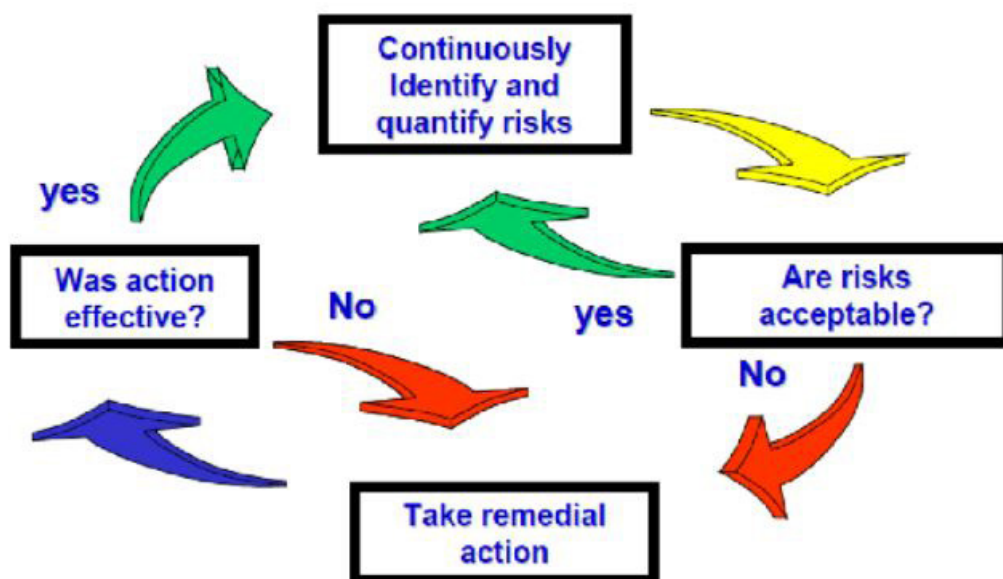 Continuously
Identify and
quantify risks
yes
Was action
effective?
No
yes
Are risks
acceptable?
No
Take remedial
action